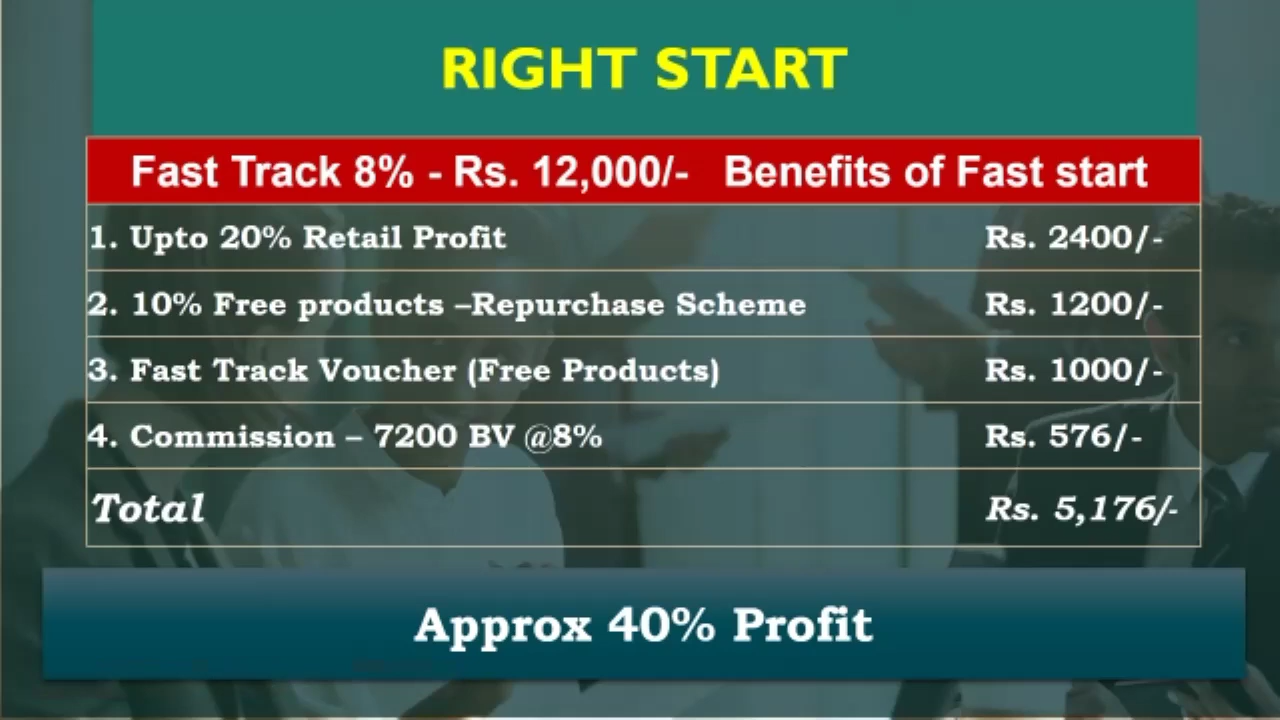 RIGHT START
Fast Track 8% - Rs. 12,000/- Benefits of Fast start
1. Upto 20% Retail Profit Rs. 2400/-
2. 10% Free products –Repurchase Scheme Rs. 1200/-
3. Fast Track Voucher (Free Products) Rs. 1000/-
4. Commission – 7200 BV @8% Rs. 576/-
Total Rs. 5,176/-
Approx 40% Profit